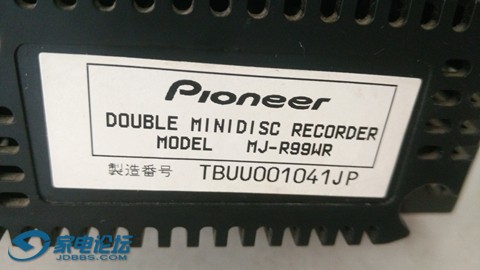 Pioneer
DOUBLE MINIDISC RECORDER
MODEL MJ-R99WR
製造番号 TBUU001041JP
家电论坛
JDBBS.COM